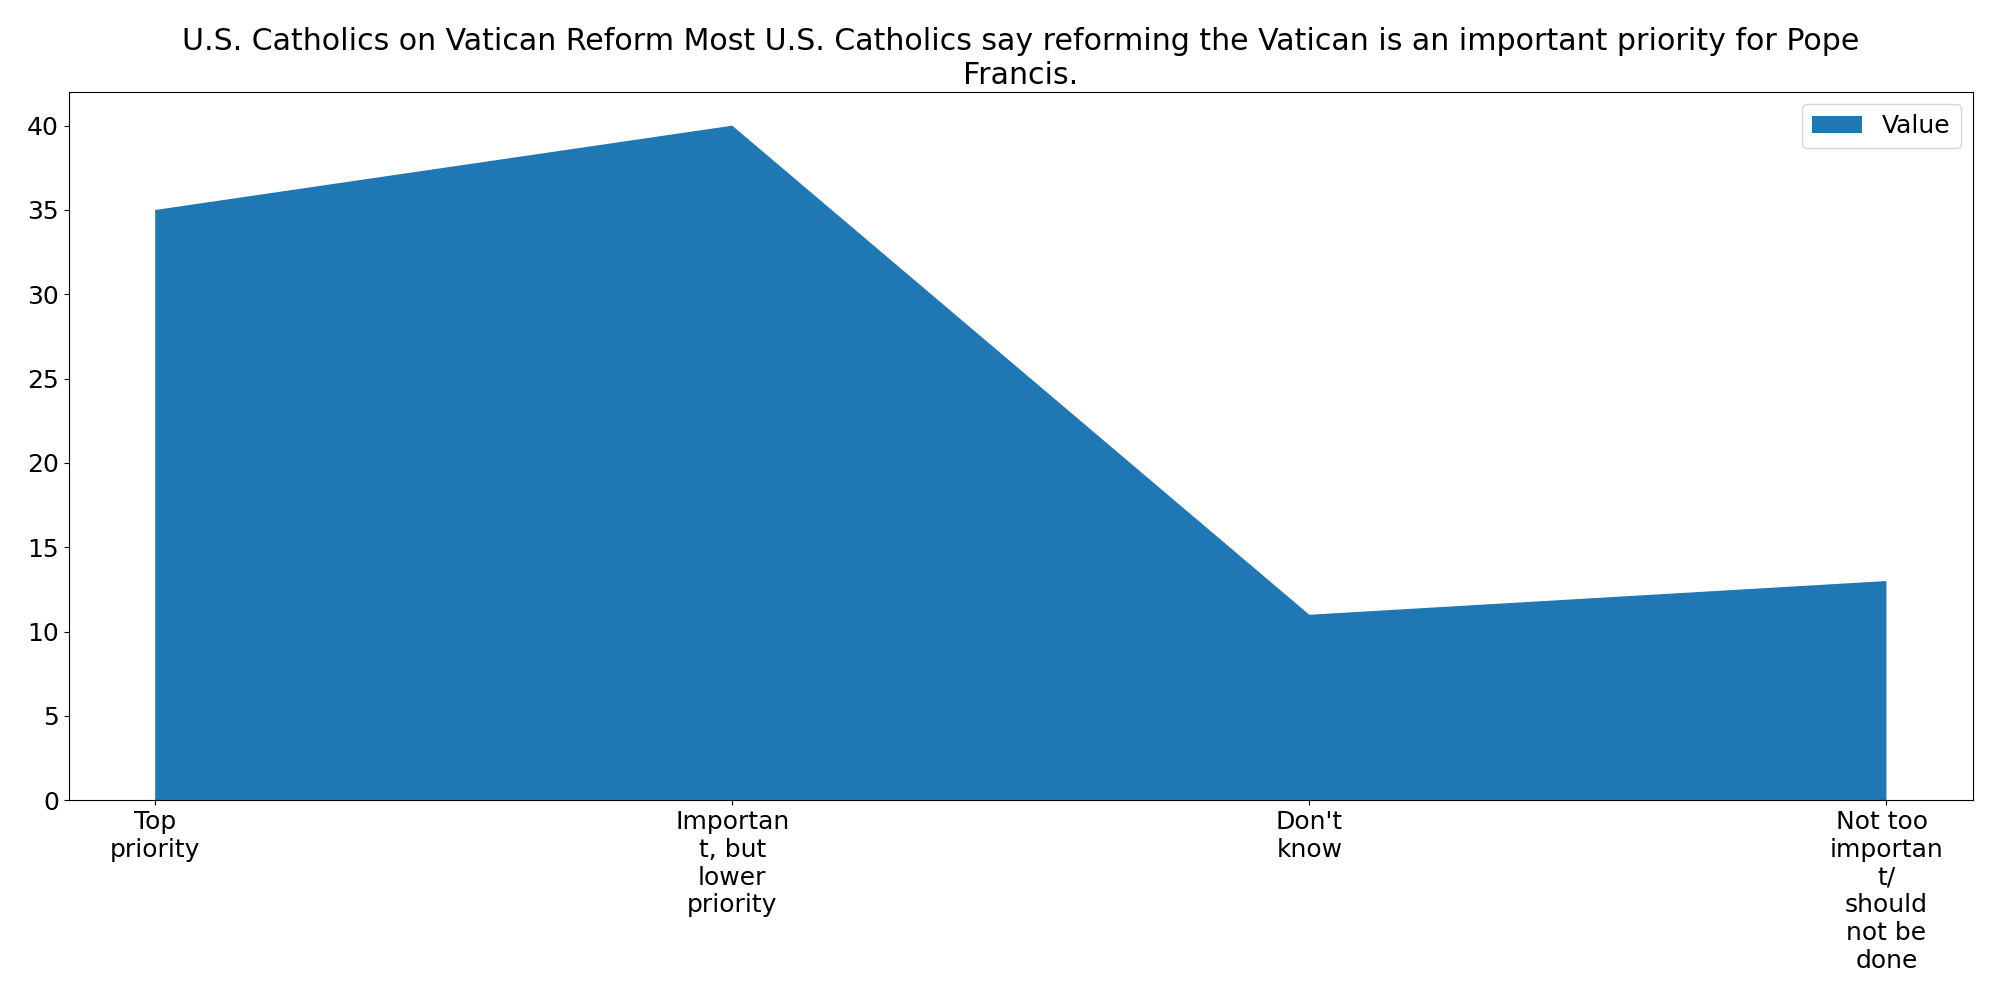 U.S. Catholics on Vatican Reform Most U.S. Catholics say reforming the Vatican is an important priority for Pope
Francis.
Value
40
35
30
25
20
15
10
5
0
Top
priority
Importan
t, but
lower
priority
Don't
know
Not too
importan
t/
should
not be
done